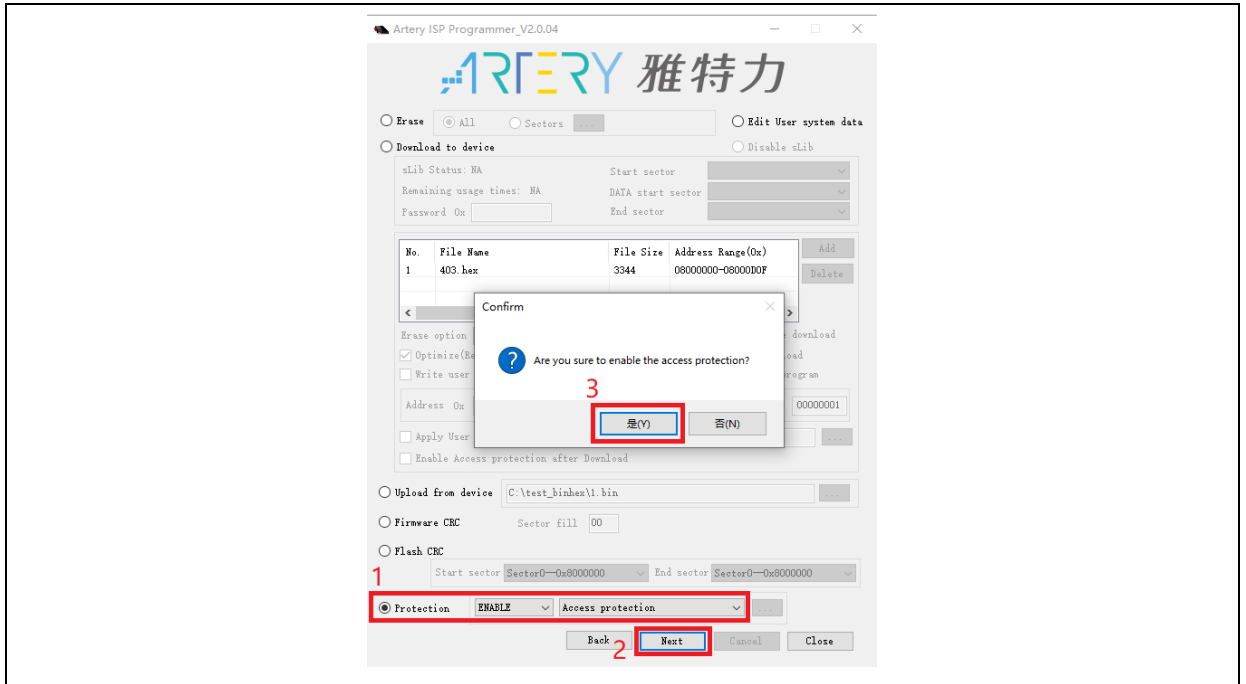 Artery ISP Programmer_V2.0.04
ARTERY 雅特力
Erase All Sectors ... Edit User system data
Download to device Disable sLib
sLib Status: NA Start sector
Remaining usage times: NA DATA start sector
Password 0x End sector
No. File Name File Size Address Range(0x) Add
1 403.hex 3344 08000000-08000D0F Delete
Confirm
Erase option download
Are you sure to enable the access protection?
Optimize(Re
Write user
3
Address 0x 00000001
是(Y) 否(N)
Apply User ...
Enable Access protection after Download
Upload from device C:\test_binhex\1.bin ...
Firmware CRC Sector fill 00
Flash CRC
1
Start sector Sector0—0x8000000 End sector Sector0—0x8000000
Protection ENABLE Access protection ...
2
Back Next Cancel Close